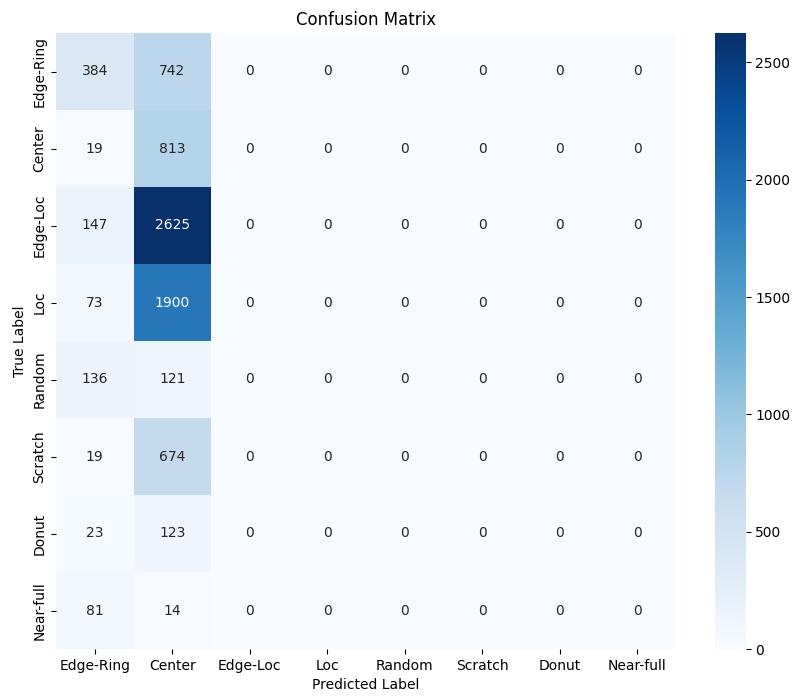 Confusion Matrix
Edge-Ring 384 742 0 0 0 0 0 0
Center 19 813 0 0 0 0 0 0
Edge-Loc 147 2625 0 0 0 0 0 0
Loc 73 1900 0 0 0 0 0 0
Random 136 121 0 0 0 0 0 0
Scratch 19 674 0 0 0 0 0 0
Donut 23 123 0 0 0 0 0 0
Near-full 81 14 0 0 0 0 0 0
True Label
Edge-Ring Center Edge-Loc Loc Random Scratch Donut Near-full
Predicted Label
2500
2000
1500
1000
500
0